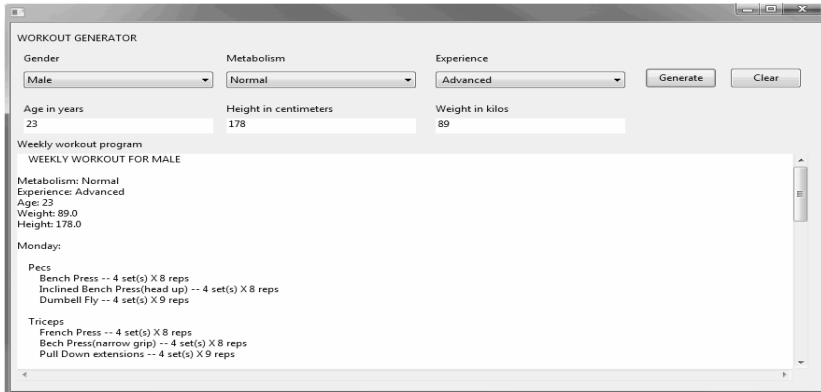 WORKOUT GENERATOR
Gender Metabolism Experience
Male Normal Advanced Generate Clear
Age in years Height in centimeters Weight in kilos
23 178 89
Weekly workout program
WEEKLY WORKOUT FOR MALE
Metabolism: Normal
Experience: Advanced
Age: 23
Weight: 89.0
Height: 178.0
Monday:
Pecs
Bench Press -- 4 set(s) X 8 reps
Inclined Bench Press(head up) -- 4 set(s) X 8 reps
Dumbell Fly -- 4 set(s) X 9 reps
Triceps
French Press -- 4 set(s) X 8 reps
Bech Press(narrow grip) -- 4 set(s) X 8 reps
Pull Down extensions -- 4 set(s) X 9 reps